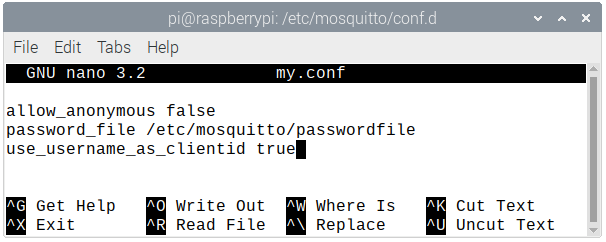 pi@raspberrypi: /etc/mosquitto/conf.d
File Edit Tabs Help
GNU nano 3.2 my.conf
allow_anonymous false
password_file /etc/mosquitto/passwordfile
use_username_as_clientid true
^G Get Help ^O Write Out ^W Where Is ^K Cut Text
^X Exit ^R Read File ^\ Replace ^U Uncut Text